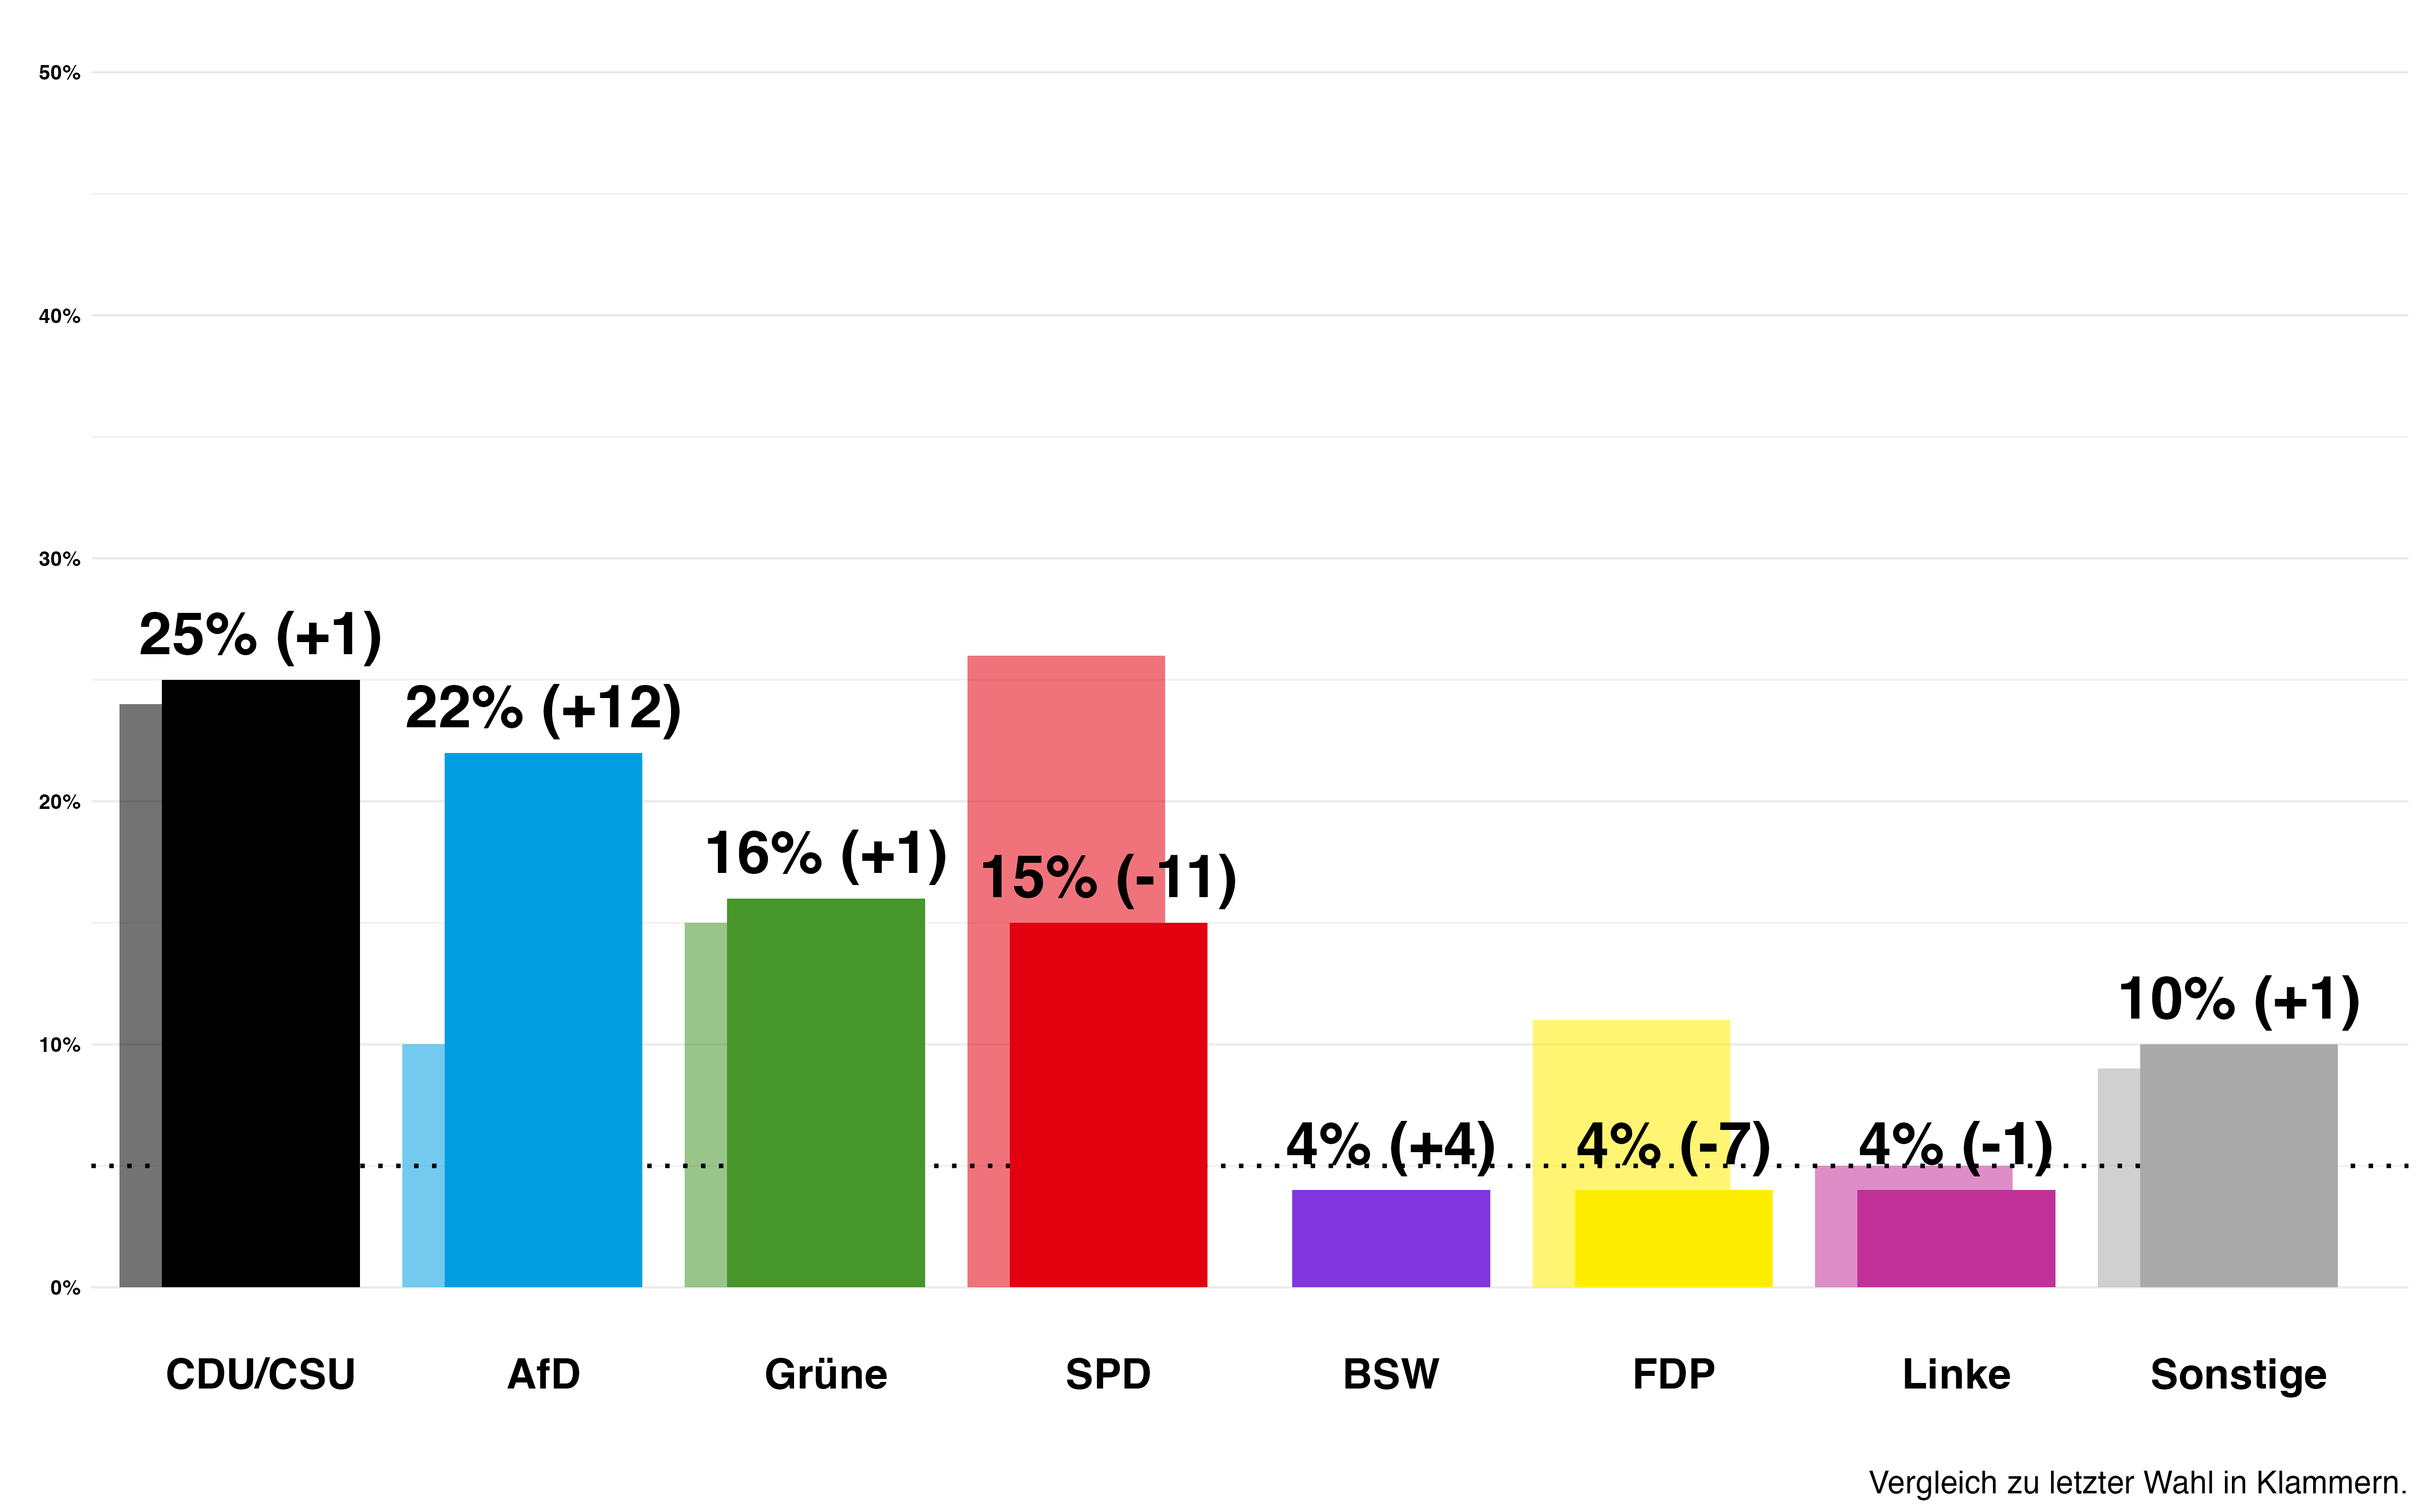 50%
40%
30%
20%
10%
0%
25% (+1)
22% (+12)
16% (+1)
15% (-11)
4% (+4)
4% (-7)
4% (-1)
10% (+1)
CDU/CSU
AfD
Grüne
SPD
BSW
FDP
Linke
Sonstige
Vergleich zu letzter Wahl in Klammern.